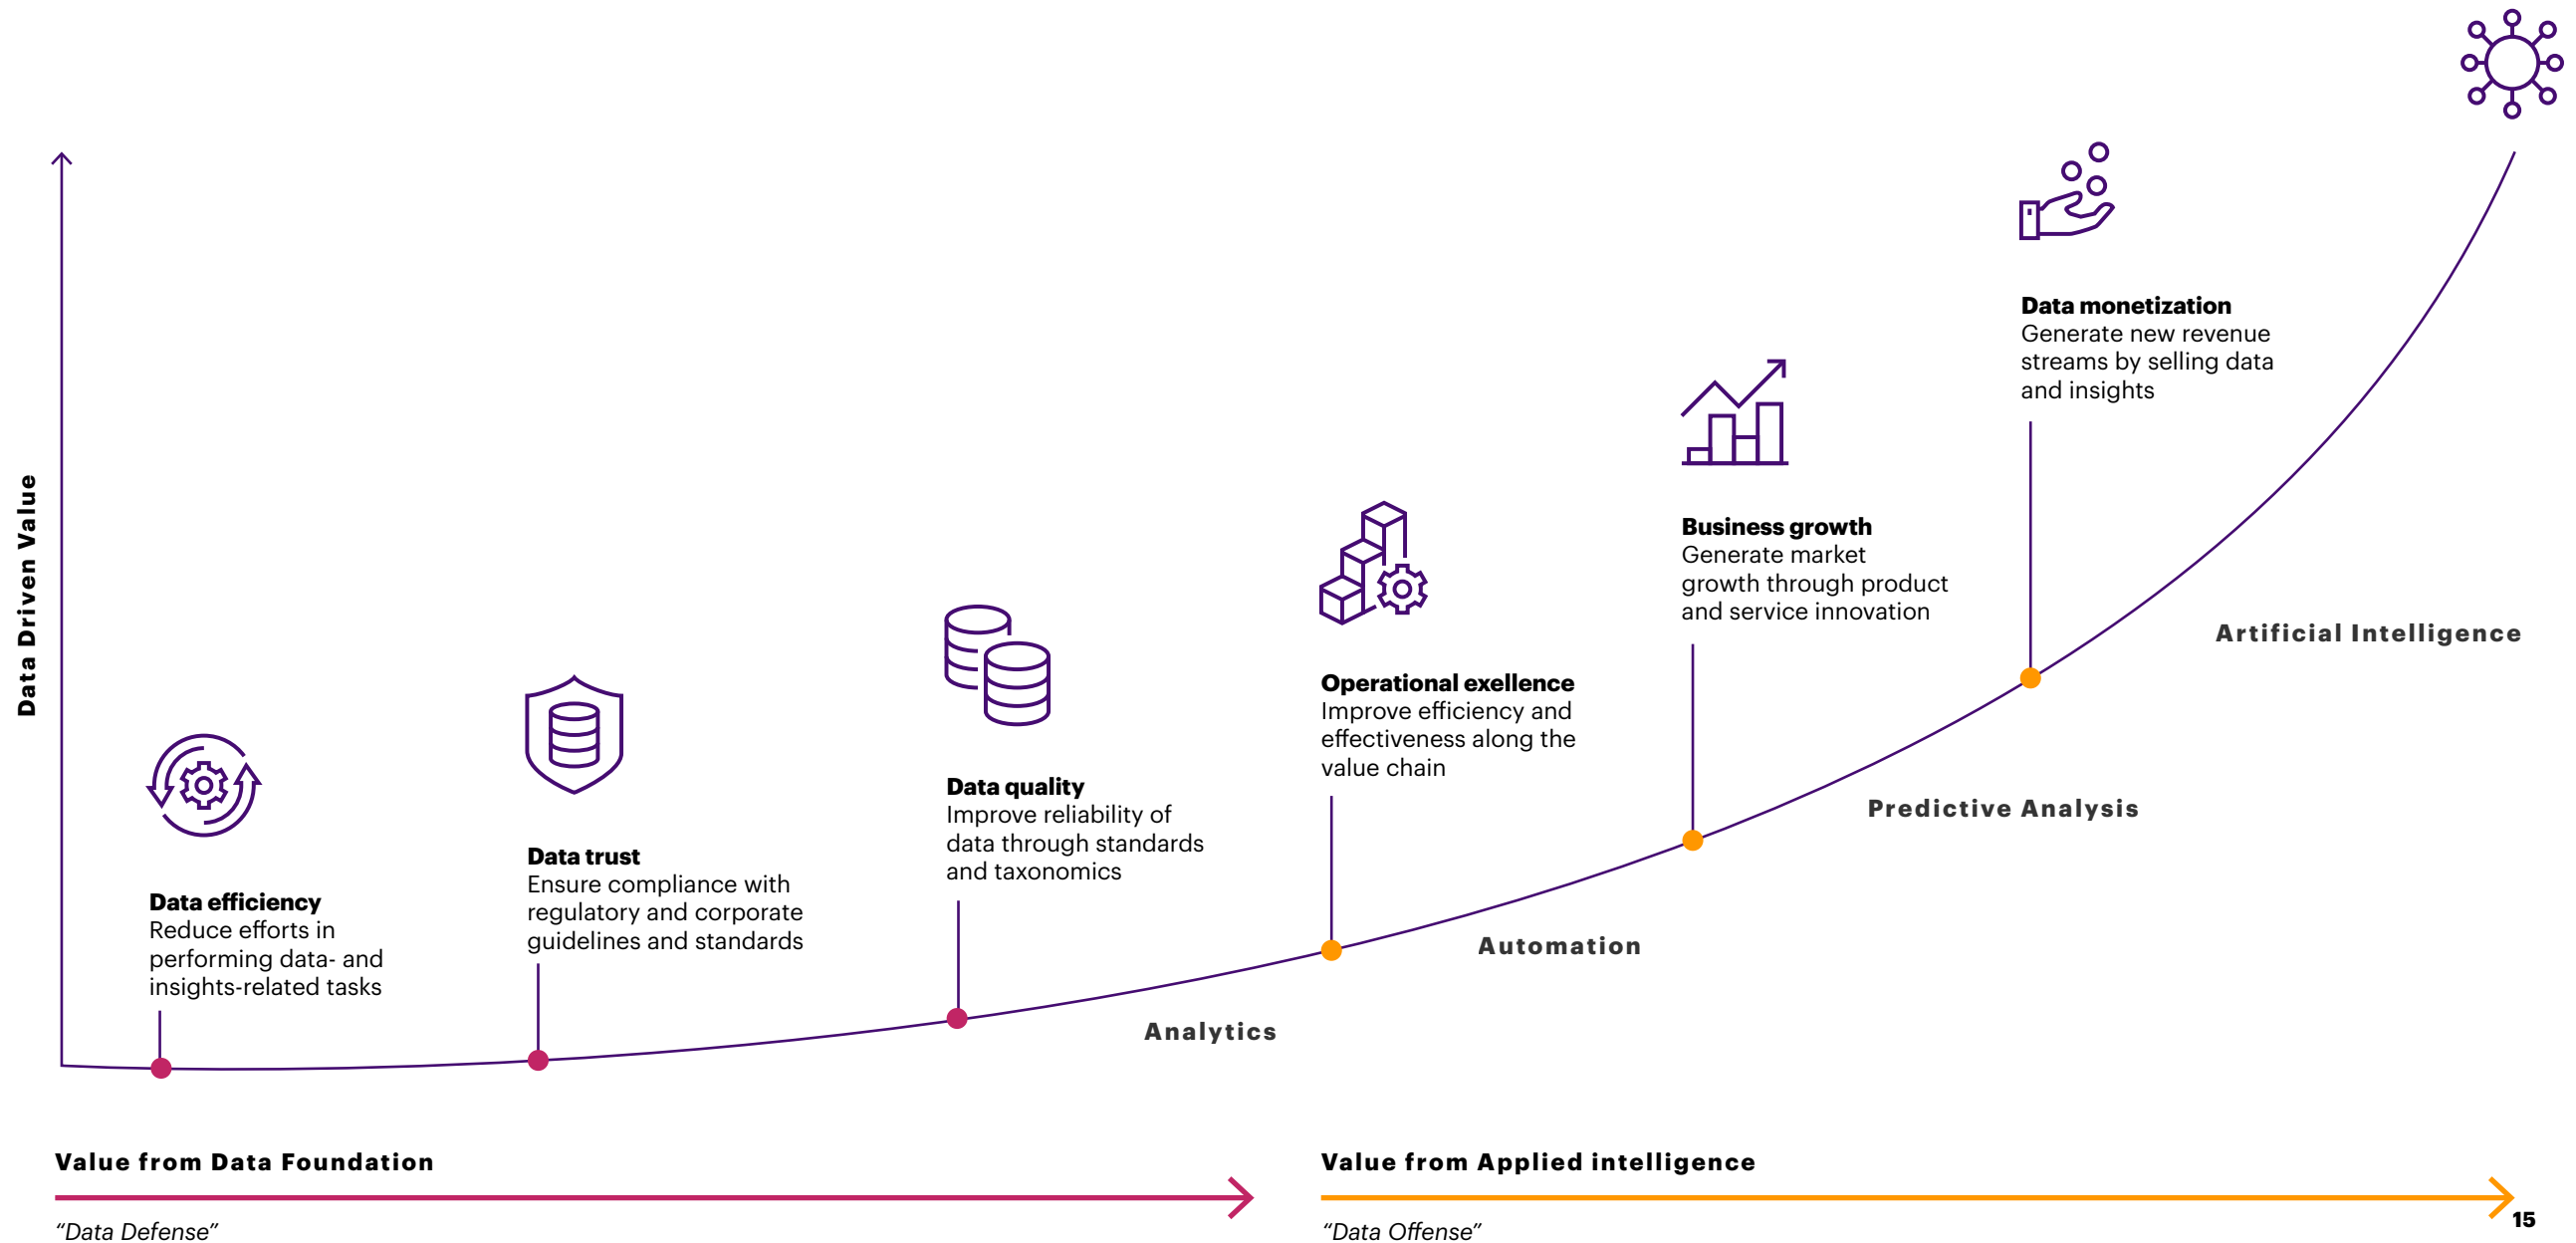 Data monetization
Generate new revenue
streams by selling data
and insights
Business growth
Generate market
growth through product
and service innovation
Operational exellence
Improve efficiency and
effectiveness along the
value chain
Data quality
Improve reliability of
data through standards
and taxonomics
Data trust
Ensure compliance with
regulatory and corporate
guidelines and standards
Data efficiency
Reduce efforts in
performing data- and
insights-related tasks
Data Driven Value
Artificial Intelligence
Predictive Analysis
Automation
Analytics
Value from Data Foundation
“Data Defense”
Value from Applied intelligence
“Data Offense”
15